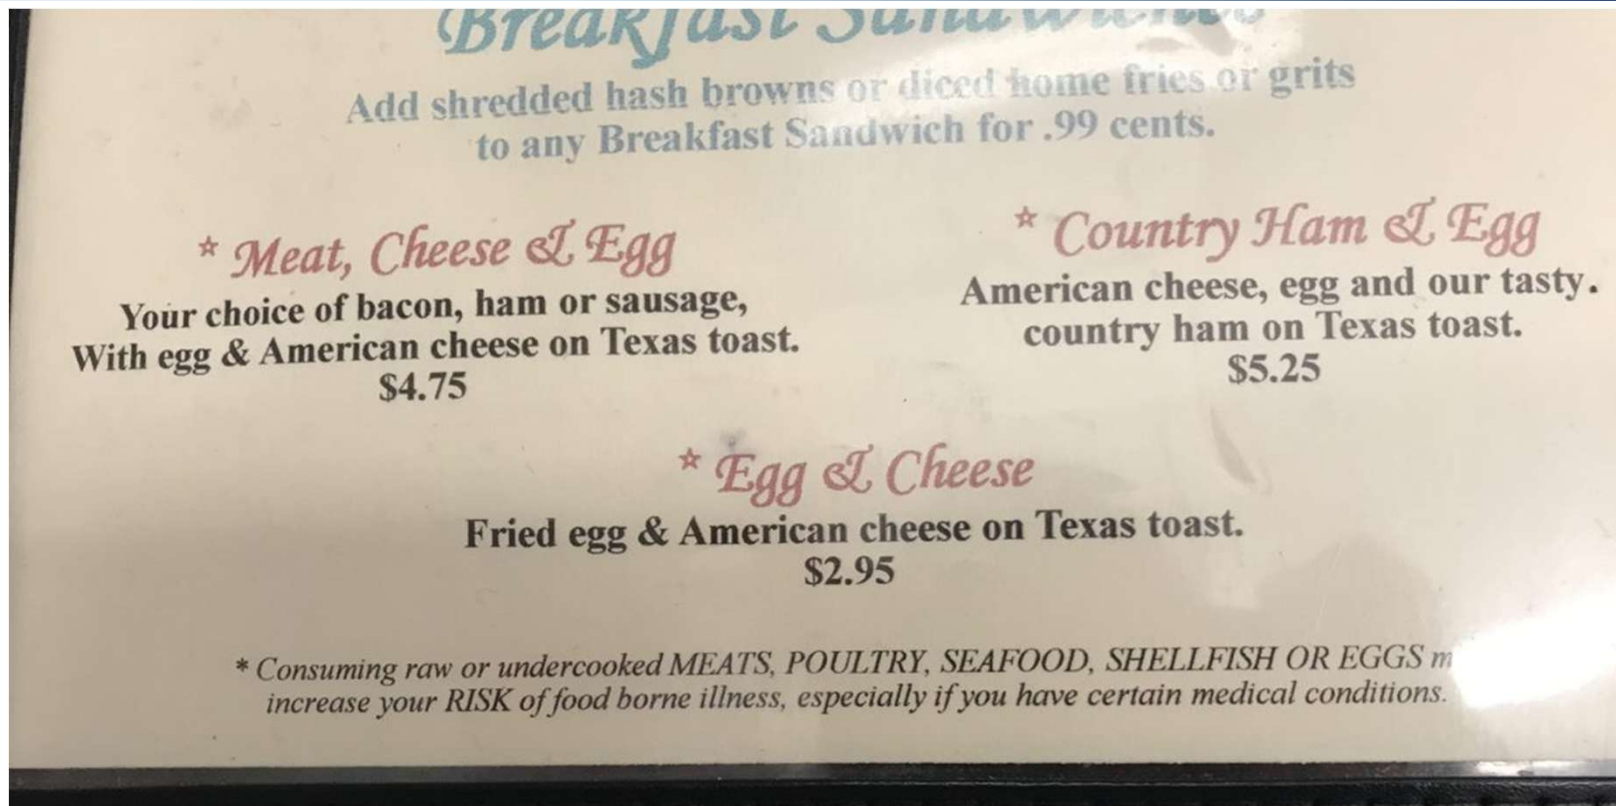 Breakfast Sandwiches
Add shredded hash browns or diced home fries or grits
to any Breakfast Sandwich for .99 cents.
* Meat, Cheese & Egg
Your choice of bacon, ham or sausage,
With egg & American cheese on Texas toast.
$4.75
* Country Ham & Egg
American cheese, egg and our tasty.
country ham on Texas toast.
$5.25
* Egg & Cheese
Fried egg & American cheese on Texas toast.
$2.95
* Consuming raw or undercooked MEATS, POULTRY, SEAFOOD, SHELLFISH OR EGGS
increase your RISK of food borne illness, especially if you have certain medical conditions.